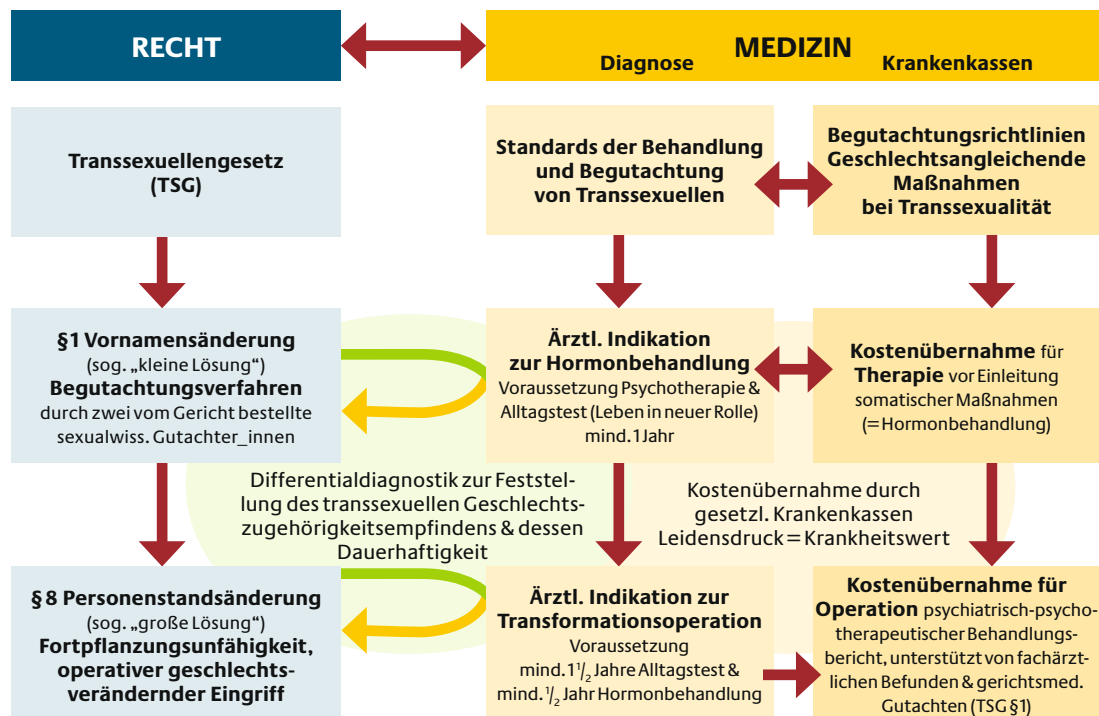 RECHT
MEDIZIN
Diagnose
Krankenkassen
Transsexuellengesetz
(TSG)
Standards der Behandlung
und Begutachtung
von Transsexuellen
Begutachtungsrichtlinien
Geschlechtsangleichende
Maßnahmen
bei Transsexualität
§1 Vornamensänderung
(sog. „kleine Lösung“)
Begutachtungsverfahren
durch zwei vom Gericht bestellte
sexualwiss. Gutachter_innen
Ärztl. Indikation
zur Hormonbehandlung
Voraussetzung Psychotherapie &
Alltagstest (Leben in neuer Rolle)
mind. 1 Jahr
Kostenübernahme für
Therapie vor Einleitung
somatischer Maßnahmen
(= Hormonbehandlung)
Differentialdiagnostik zur Feststel-
lung des transsexuellen Geschlechts-
zugehörigkeitsempfindens & dessen
Dauerhaftigkeit
Kostenübernahme durch
gesetzl. Krankenkassen
Leidensdruck = Krankheitswert
§ 8 Personenstandsänderung
(sog. „große Lösung“)
Fortpflanzungsunfähigkeit,
operativer geschlechts-
verändernder Eingriff
Ärztl. Indikation zur
Transformationsoperation
Voraussetzung
mind. 1 1/2 Jahre Alltagstest &
mind. 1/2 Jahr Hormonbehandlung
Kostenübernahme für
Operation psychiatrisch-psycho-
therapeutischer Behandlungs-
bericht, unterstützt von fachärzt-
lichen Befunden & gerichtsmed.
Gutachten (TSG §1)